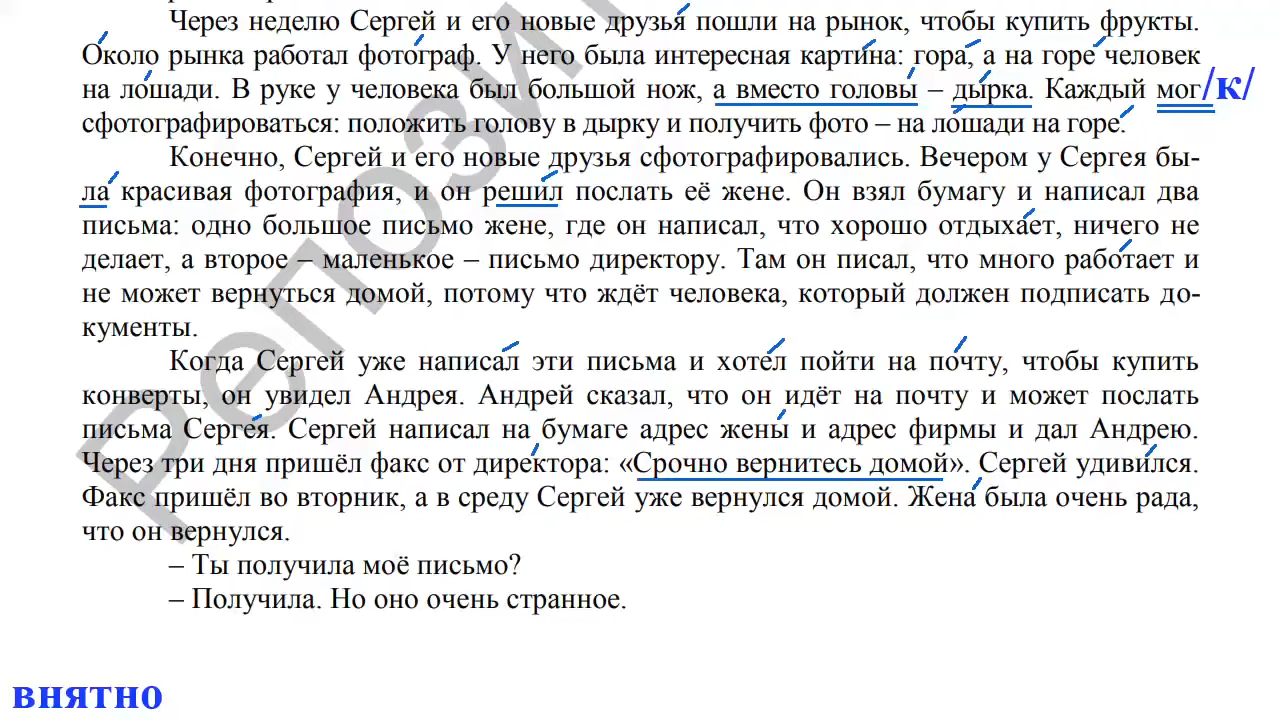 Через неделю Сергей и его новые друзья пошли на рынок, чтобы купить фрукты.
Около рынка работал фотограф. У него была интересная картина: гора, а на горе человек
на лошади. В руке у человека был большой нож, а вместо головы – дырка. Каждый мог /к/
сфотографироваться: положить голову в дырку и получить фото – на лошади на горе.
Конечно, Сергей и его новые друзья сфотографировались. Вечером у Сергея бы-
ла красивая фотография, и он решил послать её жене. Он взял бумагу и написал два
письма: одно большое письмо жене, где он написал, что хорошо отдыхает, ничего не
делает, а второе – маленькое – письмо директору. Там он писал, что много работает и
не может вернуться домой, потому что ждёт человека, который должен подписать до-
кументы.
Когда Сергей уже написал эти письма и хотел пойти на почту, чтобы купить
конверты, он увидел Андрея. Андрей сказал, что он идёт на почту и может послать
письма Сергея. Сергей написал на бумаге адрес жены и адрес фирмы и дал Андрею.
Через три дня пришёл факс от директора: «Срочно вернитесь домой». Сергей удивился.
Факс пришёл во вторник, а в среду Сергей уже вернулся домой. Жена была очень рада,
что он вернулся.
– Ты получила моё письмо?
– Получила. Но оно очень странное.
Репози
внятно